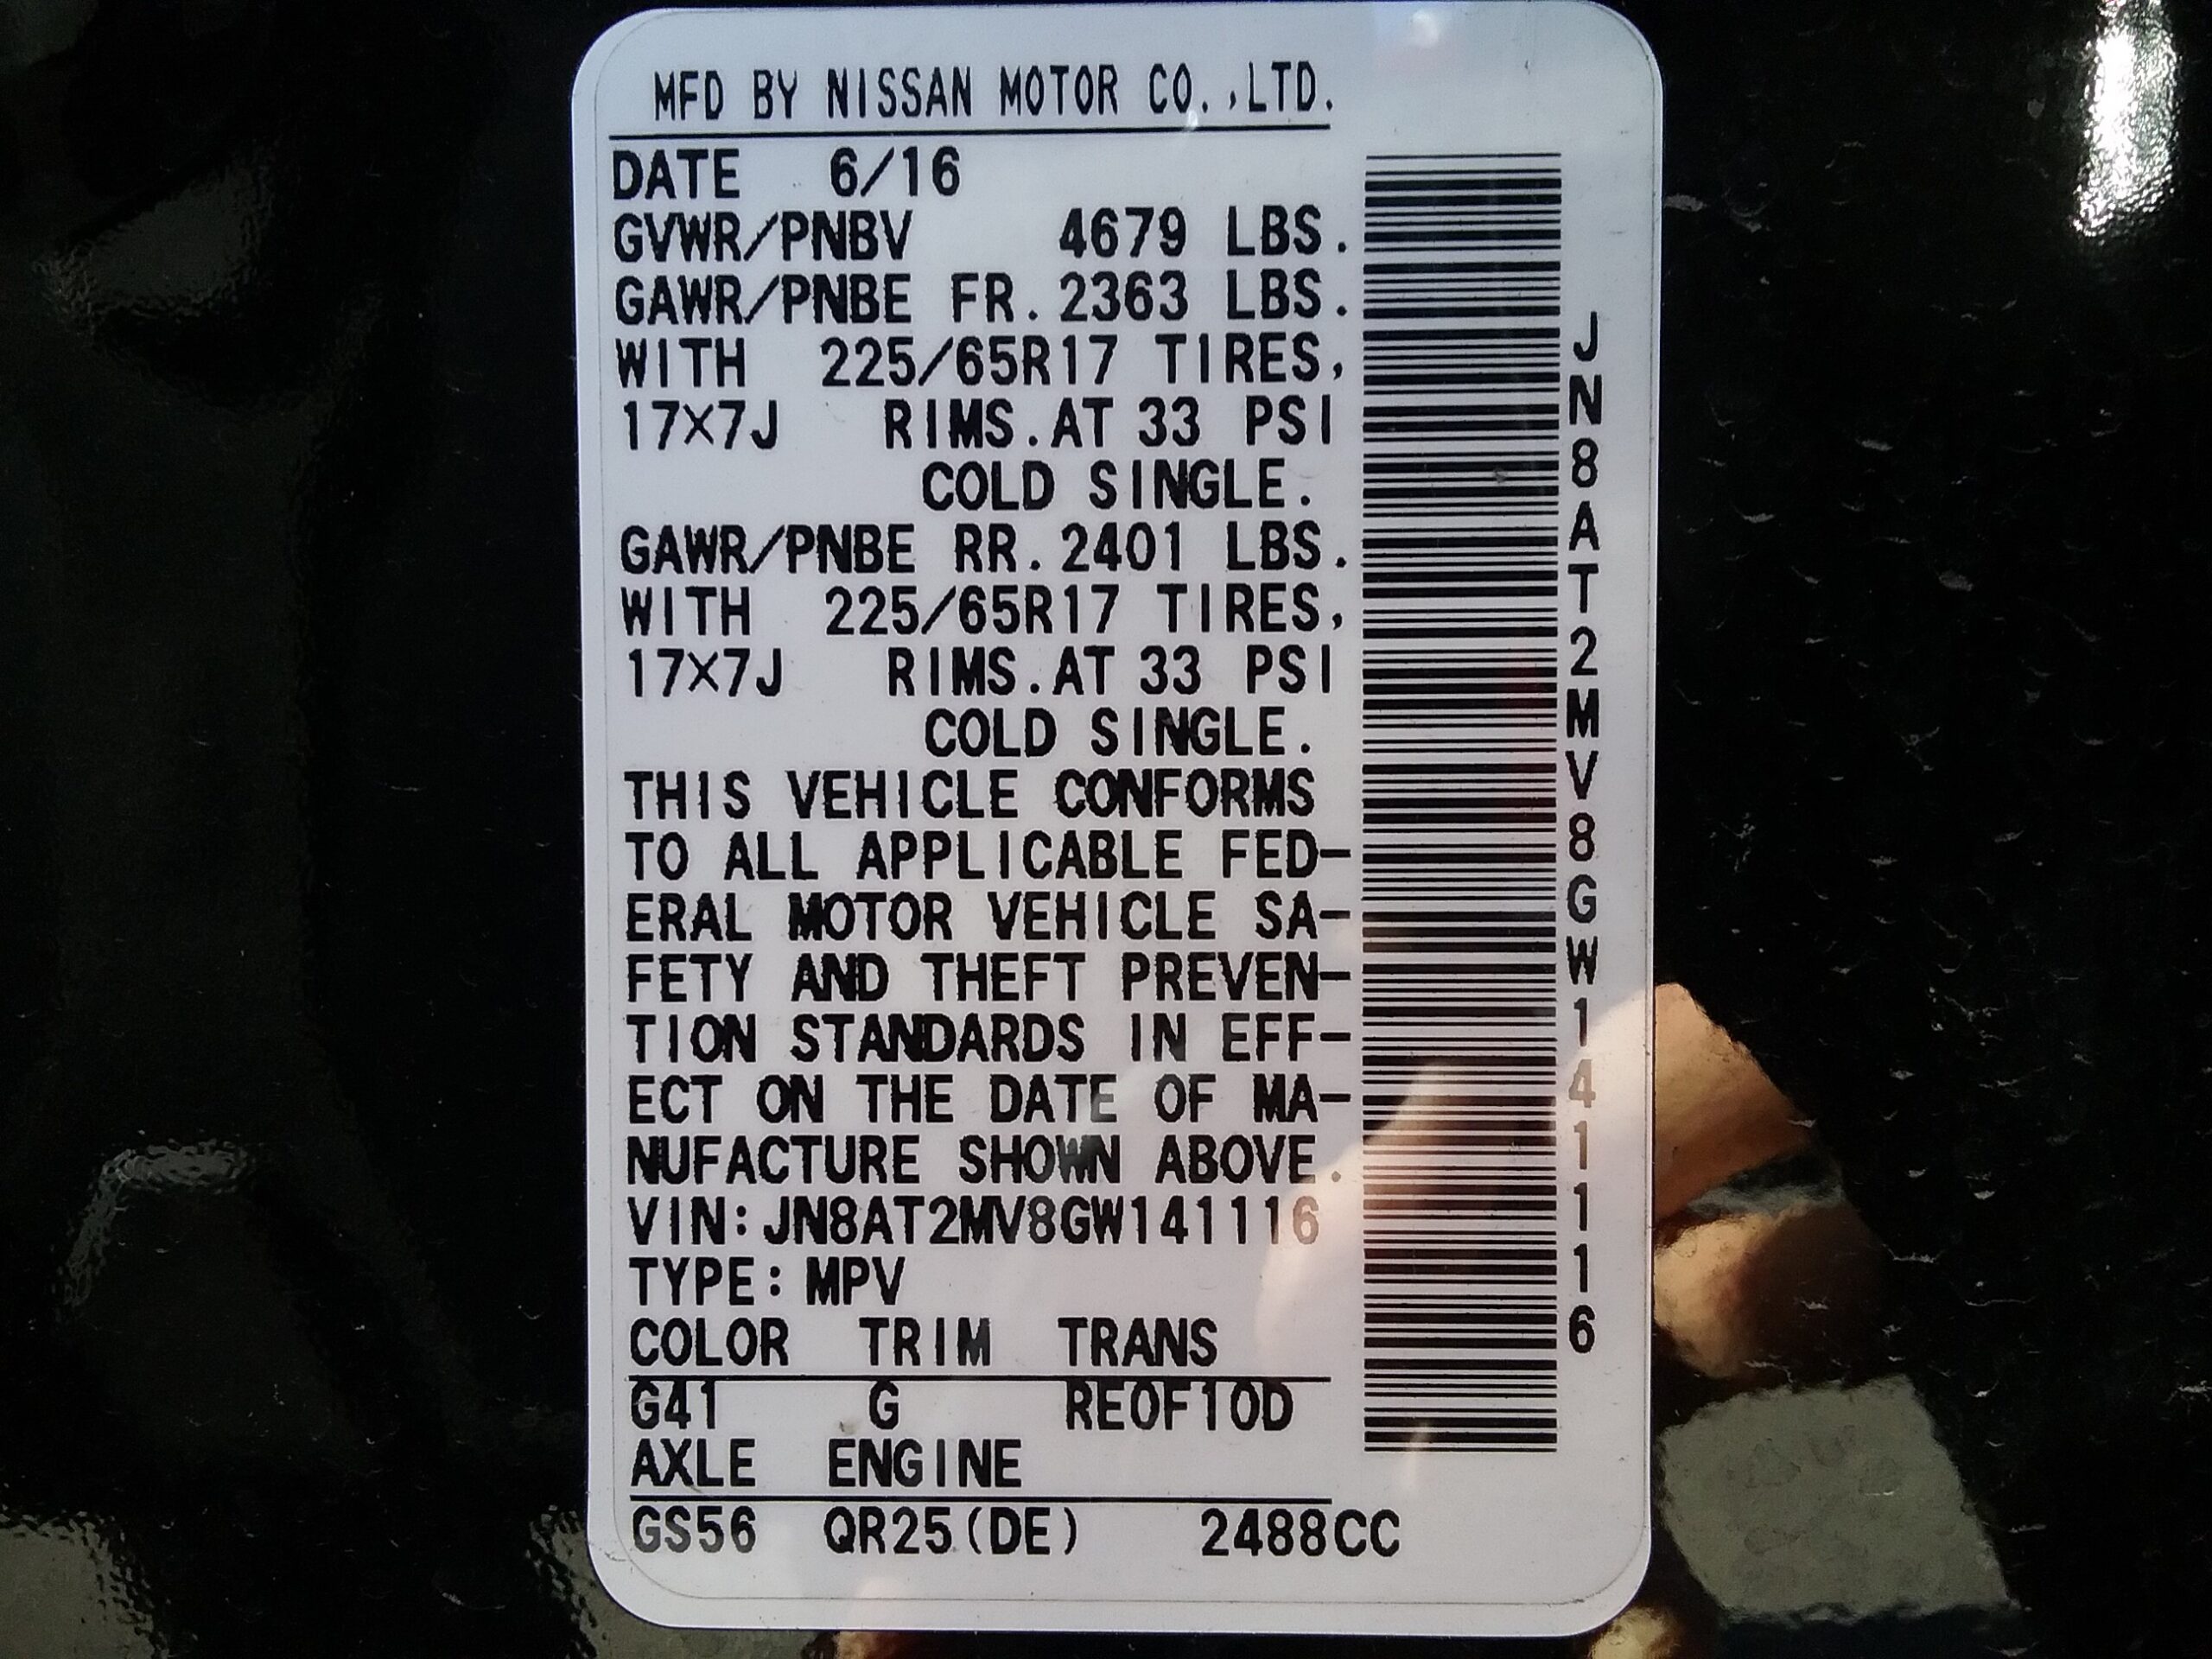 MFD BY NISSAN MOTOR CO.,LTD.
DATE 6/16
GVWR/PNBV 4679 LBS.
GAWR/PNBE FR. 2363 LBS.
WITH 225/65R17 TIRES,
17×7J RIMS.AT 33 PSI
COLD SINGLE.
GAWR/PNBE RR. 2401 LBS.
WITH 225/65R17 TIRES,
17×7J RIMS.AT 33 PSI
COLD SINGLE.
THIS VEHICLE CONFORMS
TO ALL APPLICABLE FED-
ERAL MOTOR VEHICLE SA-
FETY AND THEFT PREVEN-
TION STANDARDS IN EFF-
ECT ON THE DATE OF MA-
NUFACTURE SHOWN ABOVE.
VIN:JN8AT2MV8GW141116
TYPE:MPV
COLOR TRIM TRANS
G41 G RE0F10D
AXLE ENGINE
GS56 QR25(DE) 2488CC
JN8AT2MV8GW141116